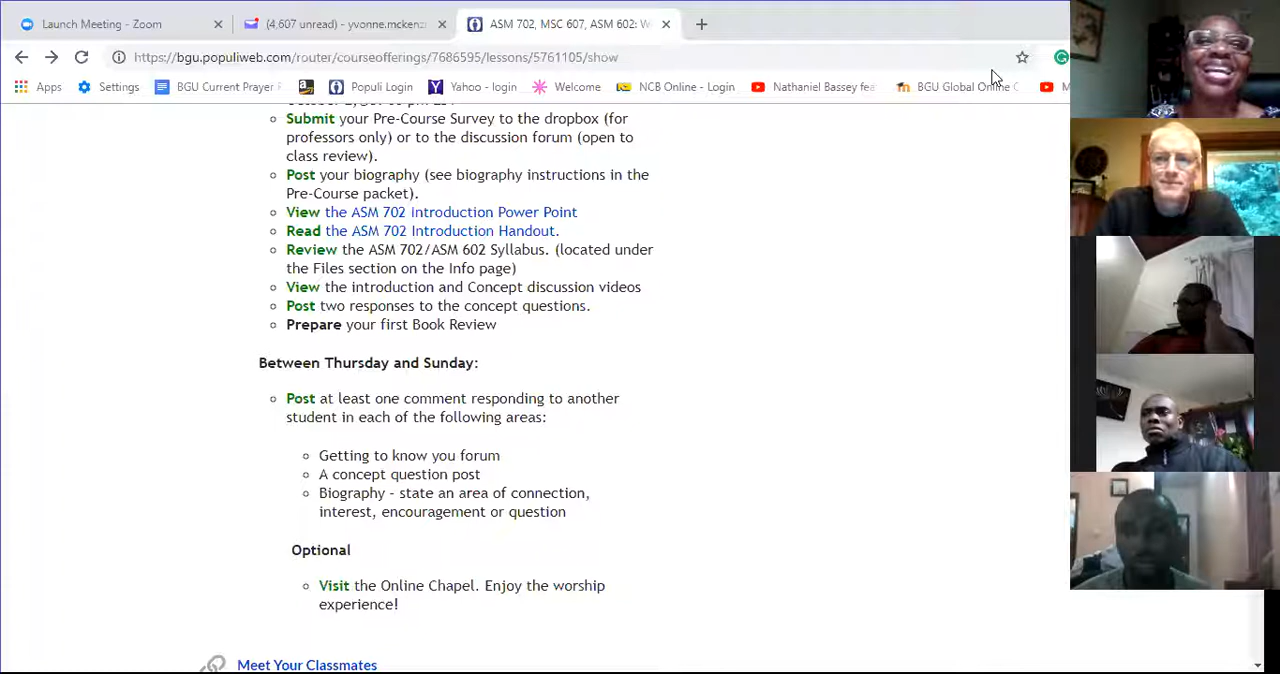 Launch Meeting - Zoom
(4,607 unread) - yvonne.mckenz
ASM 702, MSC 607, ASM 602: W
https://bgu.populiweb.com/router/courseofferings/7686595/lessons/5761105/show
Apps
Settings
BGU Current Prayer
Populi Login
Yahoo - login
Welcome
NCB Online - Login
Nathaniel Bassey fea
BGU Global Online
Submit your Pre-Course Survey to the dropbox (for
professors only) or to the discussion forum (open to
class review).
Post your biography (see biography instructions in the
Pre-Course packet).
View the ASM 702 Introduction Power Point
Read the ASM 702 Introduction Handout.
Review the ASM 702/ASM 602 Syllabus. (located under
the Files section on the Info page)
View the introduction and Concept discussion videos
Post two responses to the concept questions.
Prepare your first Book Review
Between Thursday and Sunday:
Post at least one comment responding to another
student in each of the following areas:
Getting to know you forum
A concept question post
Biography - state an area of connection,
interest, encouragement or question
Optional
Visit the Online Chapel. Enjoy the worship
experience!
Meet Your Classmates